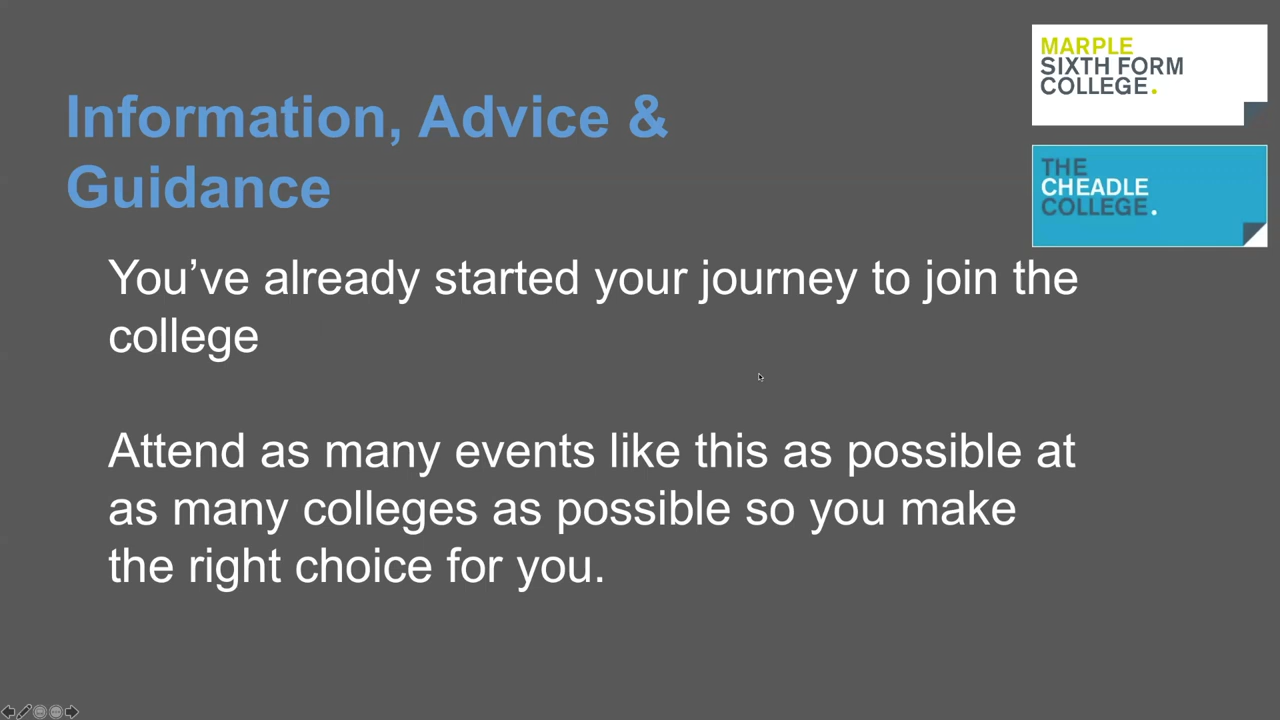 MARPLE
SIXTH FORM
COLLEGE.
Information, Advice &
Guidance
THE
CHEADLE
COLLEGE.
You’ve already started your journey to join the
college
Attend as many events like this as possible at
as many colleges as possible so you make
the right choice for you.